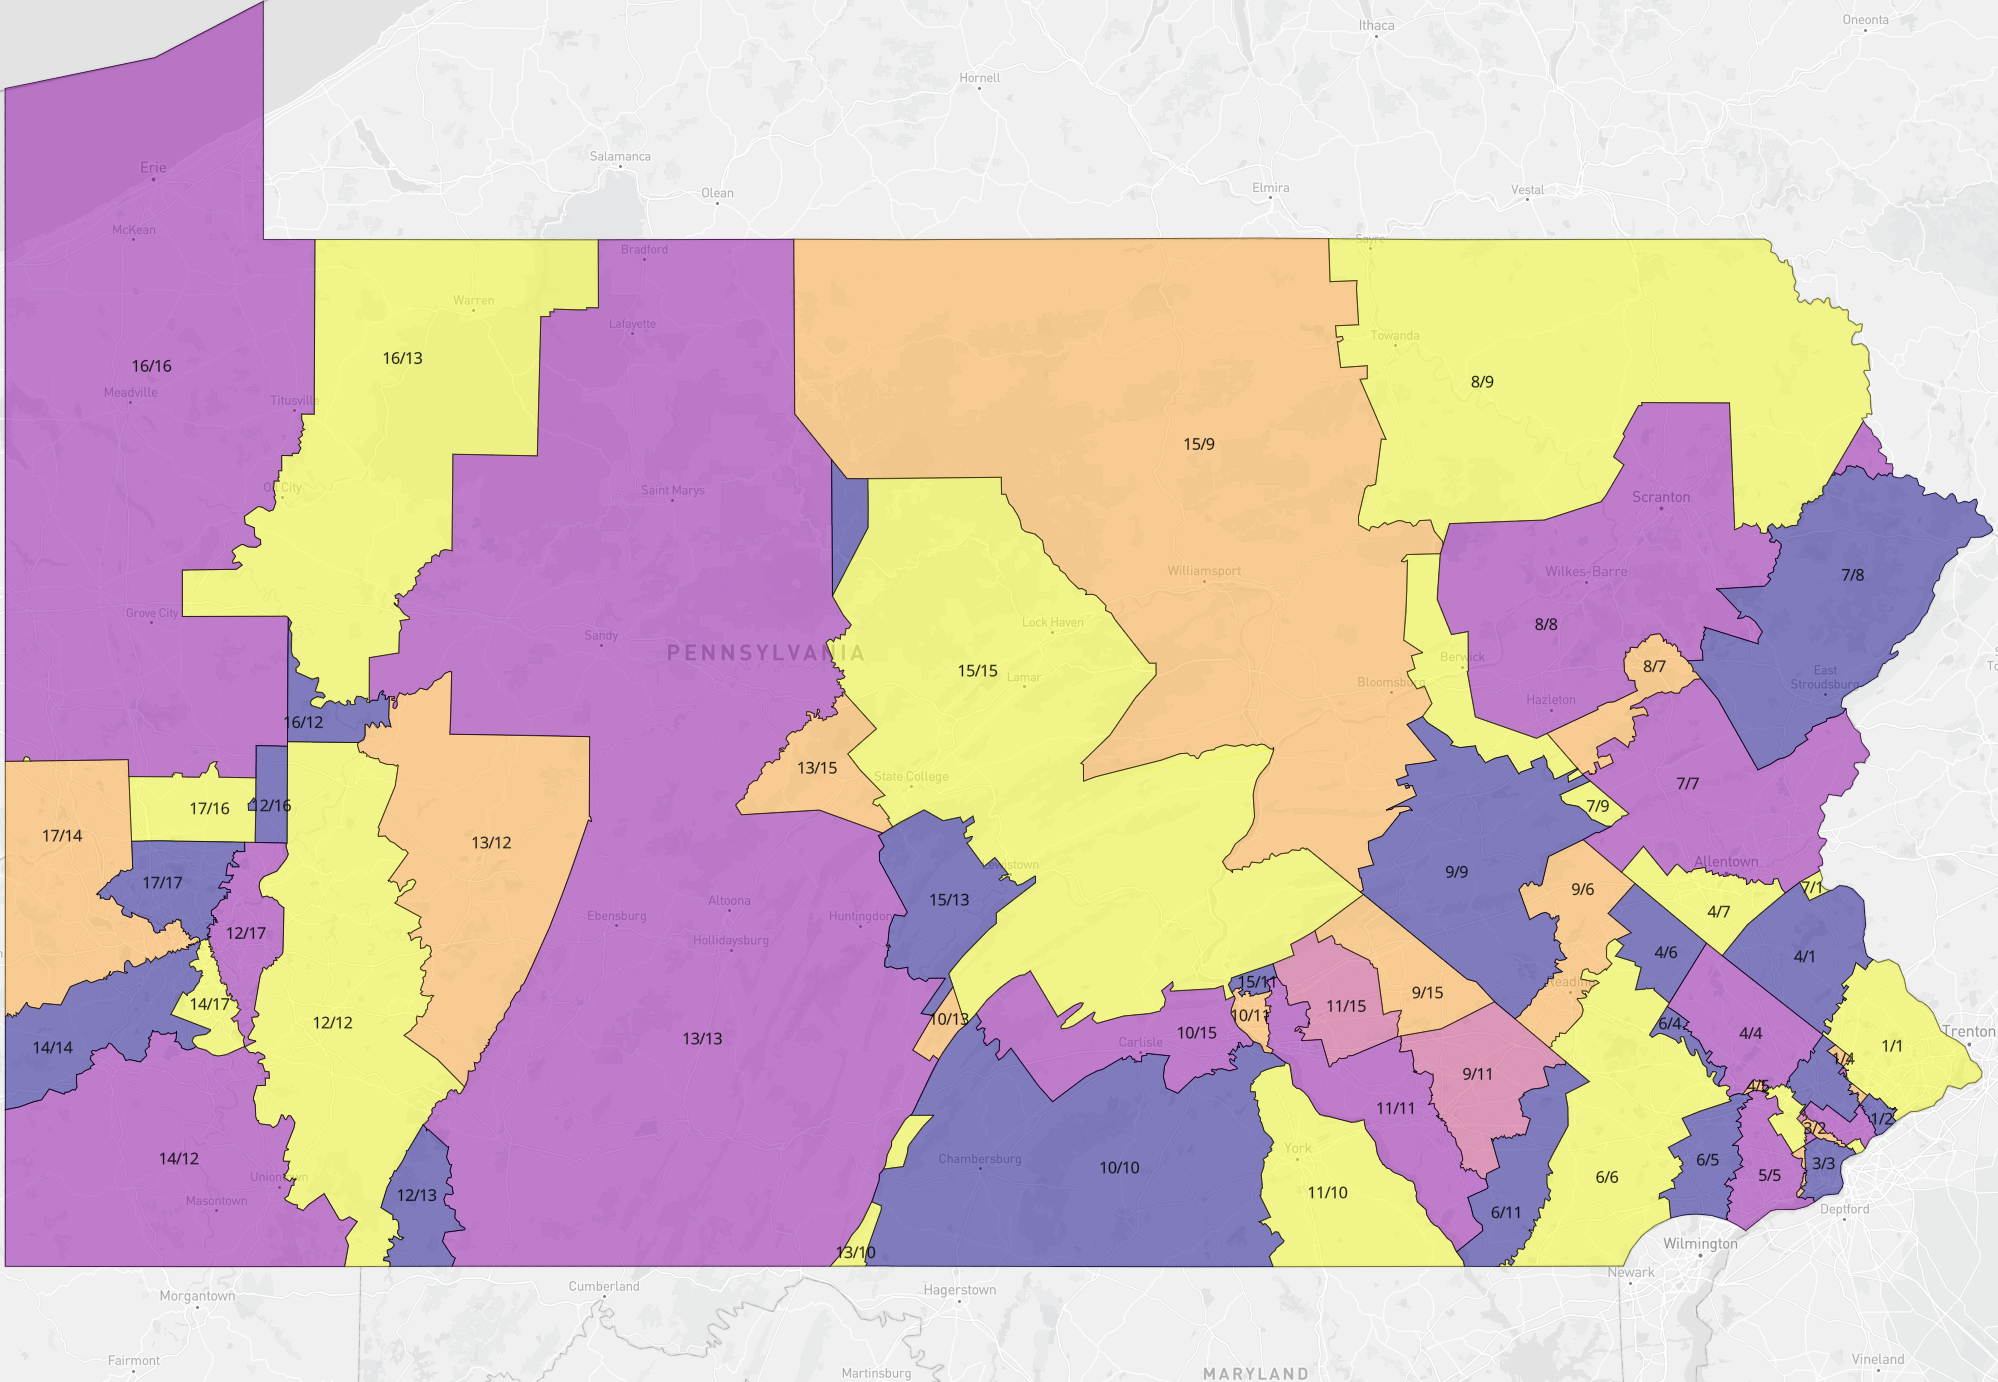 Oneonta
Ithaca
Hornell
Salamanca
Erie
Elmira
Vestal
Olean
McKean
Sayre
Bradford
Warren
Lafayette
Towanda
16/13
16/16
8/9
Meadville
Titusville
15/9
Oil City
Saint Marys
Scranton
Williamsport
Wilkes-Barre
7/8
Grove City
Lock Haven
8/8
Sandy
PENNSYLVANIA
Berwick
8/7
15/15
Lamar
East
Stroudsburg
Bloomsburg
Hazleton
16/12
13/15
State College
7/7
17/16
12/16
7/9
17/14
13/12
Lewistown
Allentown
9/9
17/17
9/6
7/1
Altoona
15/13
4/7
Ebensburg
Huntingdon
12/17
Hollidaysburg
4/6
4/1
15/11
Reading
9/15
14/17
11/15
10/11
10/13
12/12
6/4
10/15
Trenton
4/4
13/13
Carlisle
14/14
1/1
1/4
9/11
4/5
11/11
1/2
3/2
York
14/12
Chambersburg
10/10
6/5
3/3
5/5
Uniontown
6/6
12/13
11/10
Masontown
6/11
Deptford
Wilmington
13/10
Newark
Cumberland
Hagerstown
Morgantown
Fairmont
Vineland
Martinsburg
MARYLAND